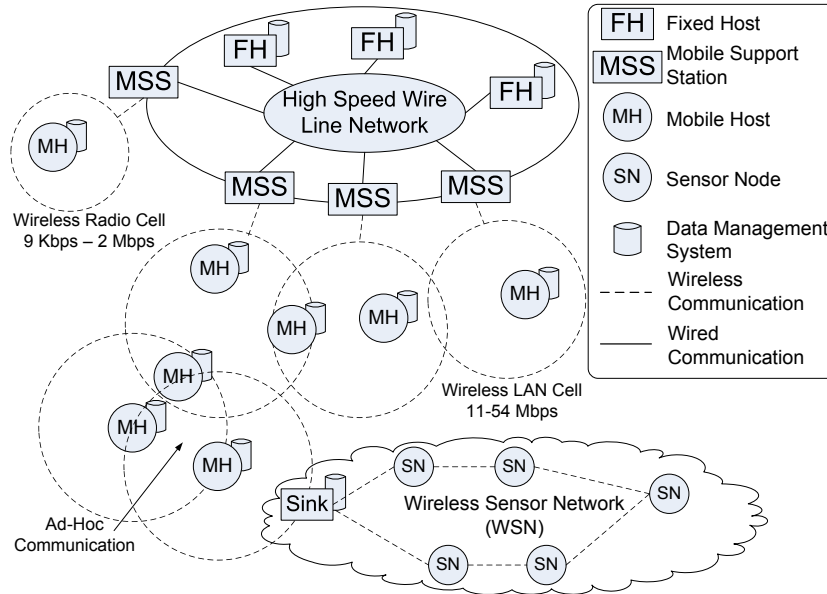 FH
FH
FH
MSS
High Speed Wire
Line Network
MH
MSS
MSS
MSS
Wireless Radio Cell
9 Kbps – 2 Mbps
MH
MH
MH
MH
Wireless LAN Cell
11-54 Mbps
MH
MH
MH
Ad-Hoc
Communication
Sink
SN
SN
SN
SN
SN
Wireless Sensor Network
(WSN)
FH
Fixed Host
MSS
Mobile Support
Station
MH
Mobile Host
SN
Sensor Node
Data Management
System
Wireless
Communication
Wired
Communication